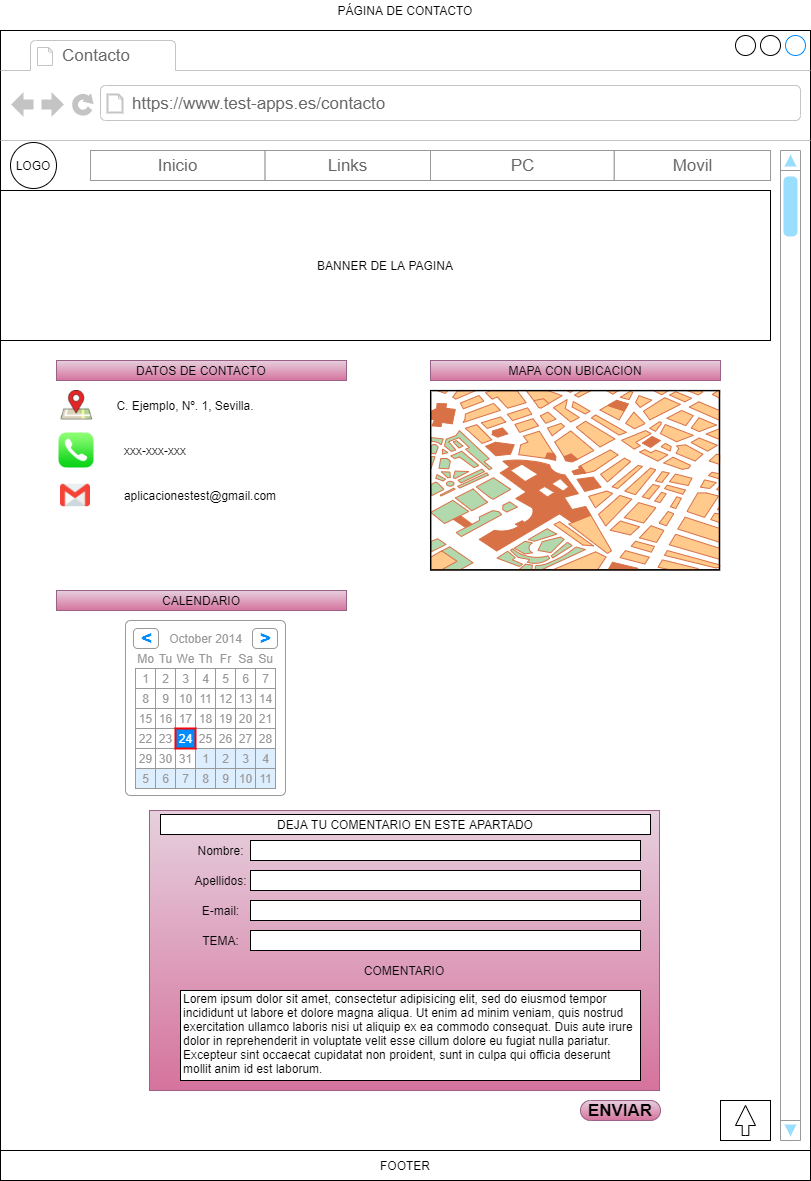 PÁGINA DE CONTACTO
Contacto
https://www.test-apps.es/contacto
LOGO
Inicio Links PC Movil
BANNER DE LA PAGINA
DATOS DE CONTACTO
C. Ejemplo, Nº. 1, Sevilla.
xxx-xxx-xxx
aplicacionestest@gmail.com
MAPA CON UBICACION
CALENDARIO
< October 2014 >
Mo Tu We Th Fr Sa Su
1 2 3 4 5 6 7
8 9 10 11 12 13 14
15 16 17 18 19 20 21
22 23 24 25 26 27 28
29 30 31 1 2 3 4
5 6 7 8 9 10 11
DEJA TU COMENTARIO EN ESTE APARTADO
Nombre:
Apellidos:
E-mail:
TEMA:
COMENTARIO
Lorem ipsum dolor sit amet, consectetur adipisicing elit, sed do eiusmod tempor
incididunt ut labore et dolore magna aliqua. Ut enim ad minim veniam, quis nostrud
exercitation ullamco laboris nisi ut aliquip ex ea commodo consequat. Duis aute irure
dolor in reprehenderit in voluptate velit esse cillum dolore eu fugiat nulla pariatur.
Excepteur sint occaecat cupidatat non proident, sunt in culpa qui officia deserunt
mollit anim id est laborum.
ENVIAR
FOOTER